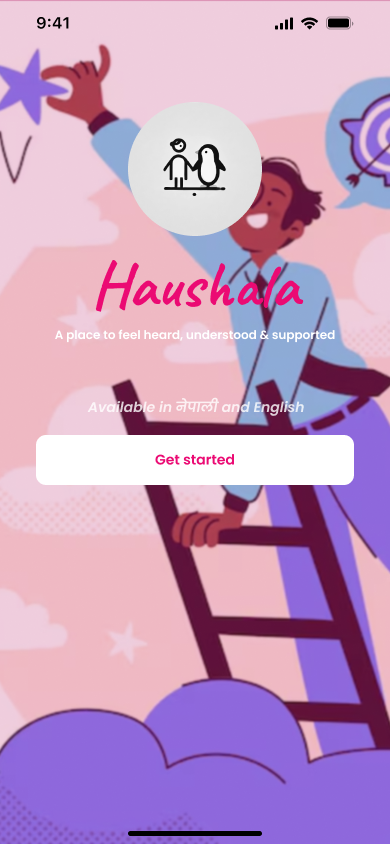 9:41
Haushala
A place to feel heard, understood & supported
Available in नेपाली and English
Get started